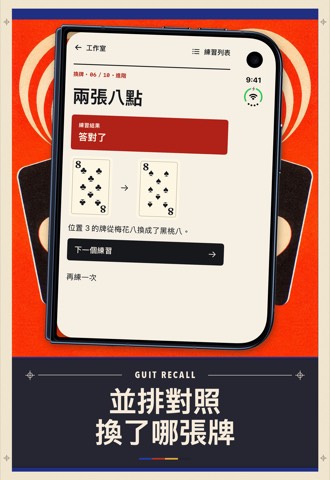 ← 工作室
練習列表
9:41
換牌 · 06 / 10 · 進階
兩張八點
練習結果
答對了
8
→
8
位置 3 的牌從梅花八換成了黑桃八。
下一個練習 →
再練一次
GUIT RECALL
並排對照
換了哪張牌